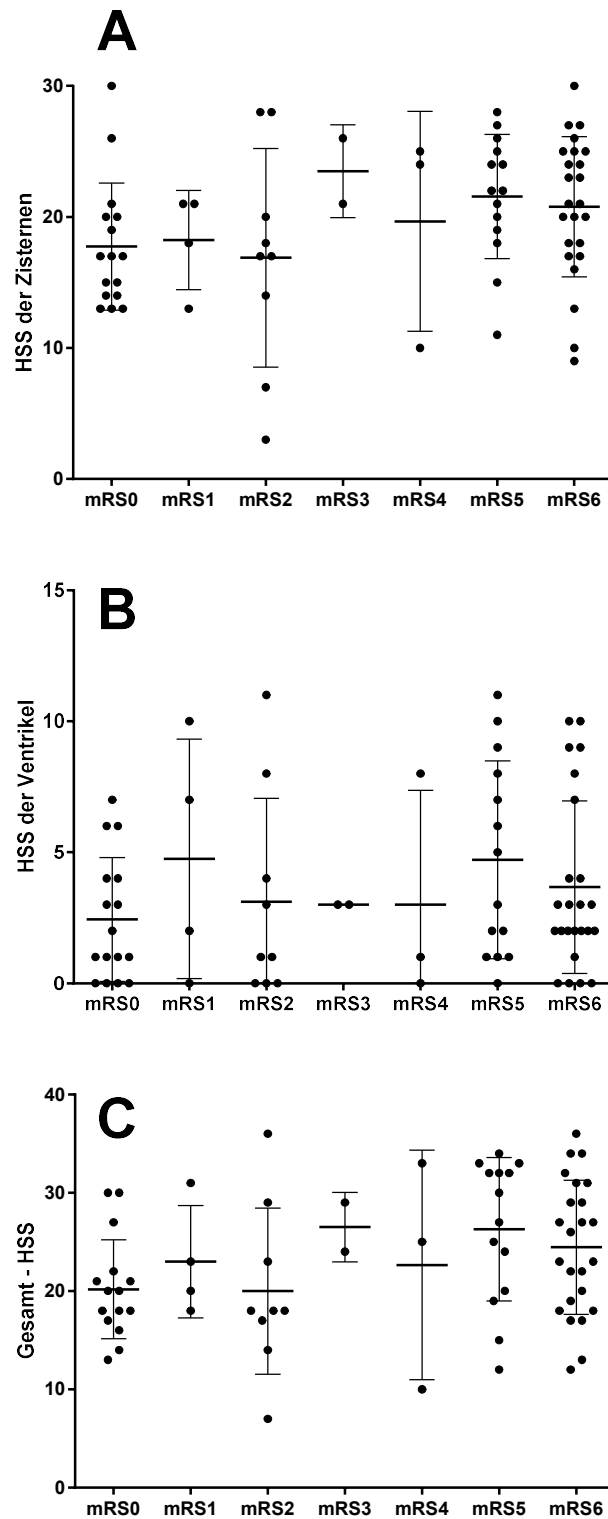 A
30
20
10
0
HSS der Zisternen
mRS0 mRS1 mRS2 mRS3 mRS4 mRS5 mRS6
B
15
10
5
0
HSS der Ventrikel
mRS0 mRS1 mRS2 mRS3 mRS4 mRS5 mRS6
C
40
30
20
10
0
Gesamt - HSS
mRS0 mRS1 mRS2 mRS3 mRS4 mRS5 mRS6